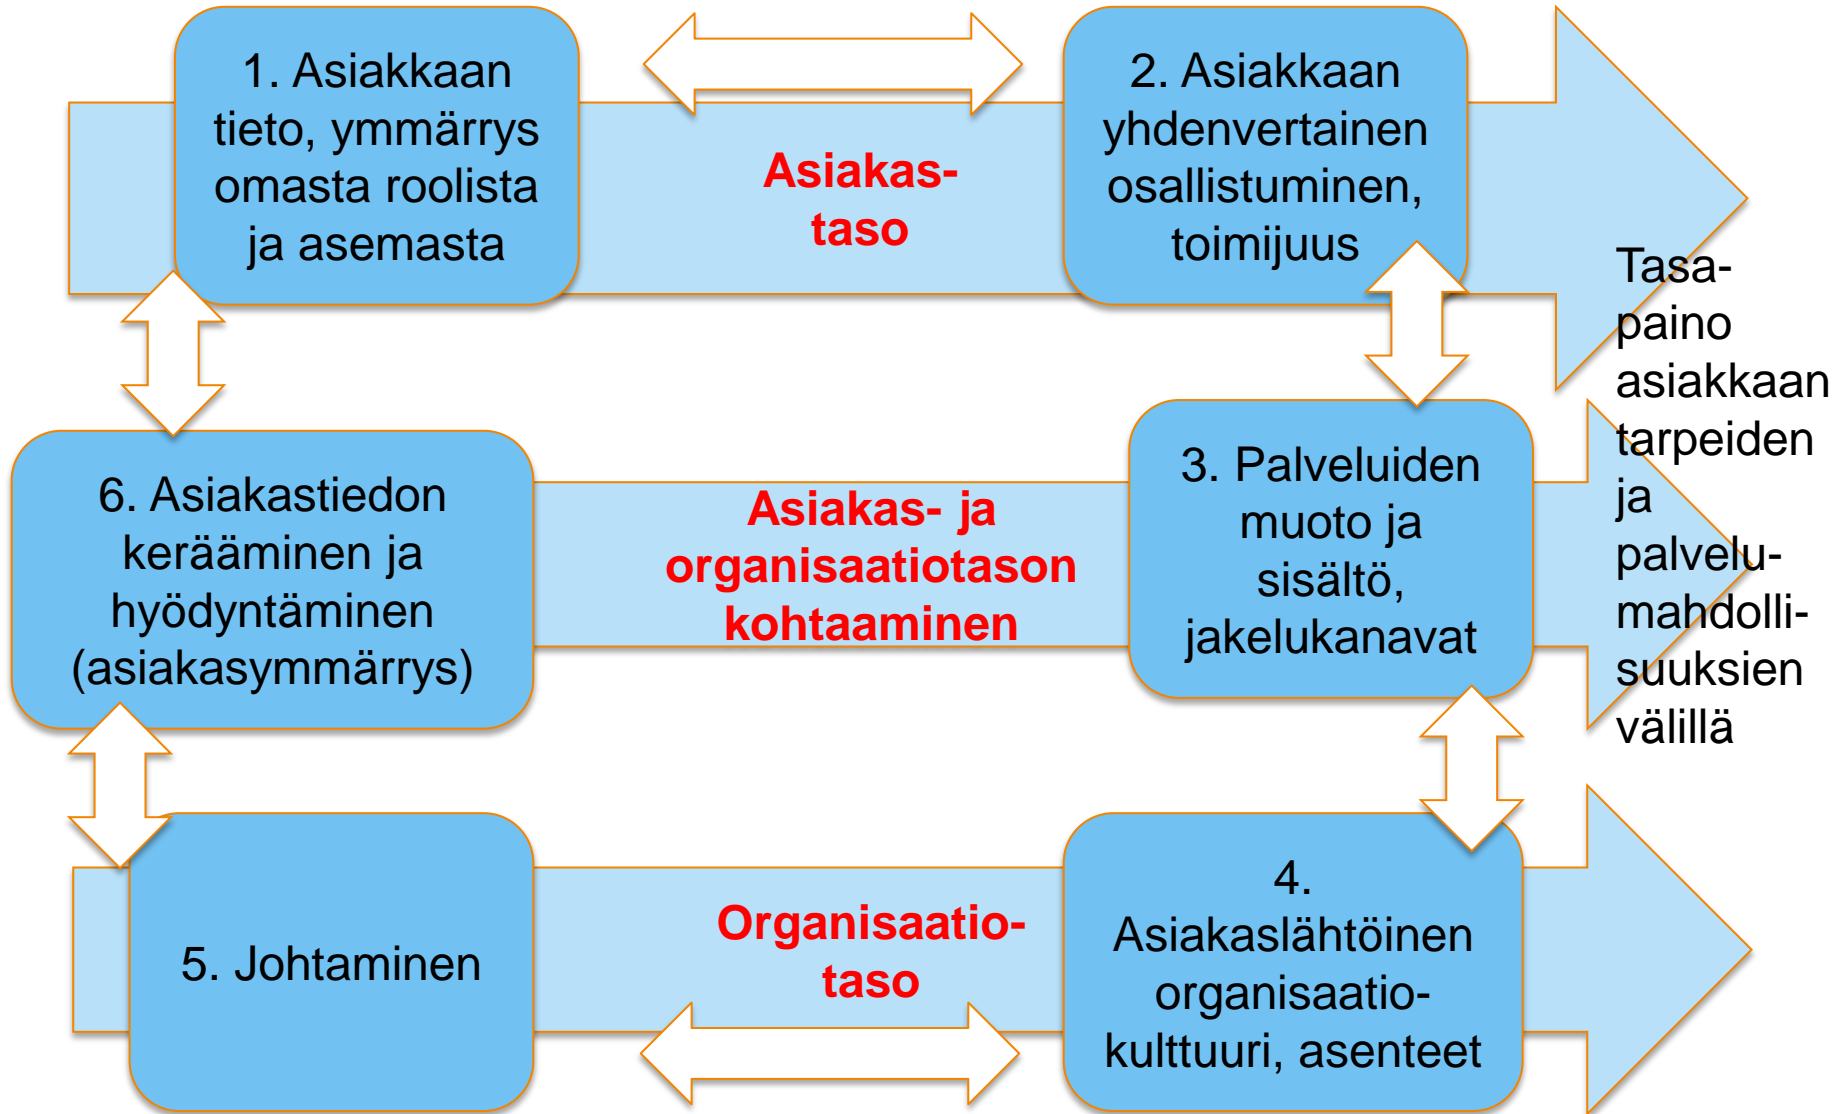 1. Asiakkaan
tieto, ymmärrys
omasta roolista
ja asemasta
Asiakas-
taso
2. Asiakkaan
yhdenvertainen
osallistuminen,
toimijuus
6. Asiakastiedon
kerääminen ja
hyödyntäminen
(asiakasymmärrys)
Asiakas- ja
organisaatiotason
kohtaaminen
3. Palveluiden
muoto ja
sisältö,
jakelukanavat
5. Johtaminen
Organisaatio-
taso
4.
Asiakaslähtöinen
organisaatio-
kulttuuri, asenteet
Tasa-
paino
asiakkaan
tarpeiden
ja
palvelu-
mahdolli-
suuksien
välillä